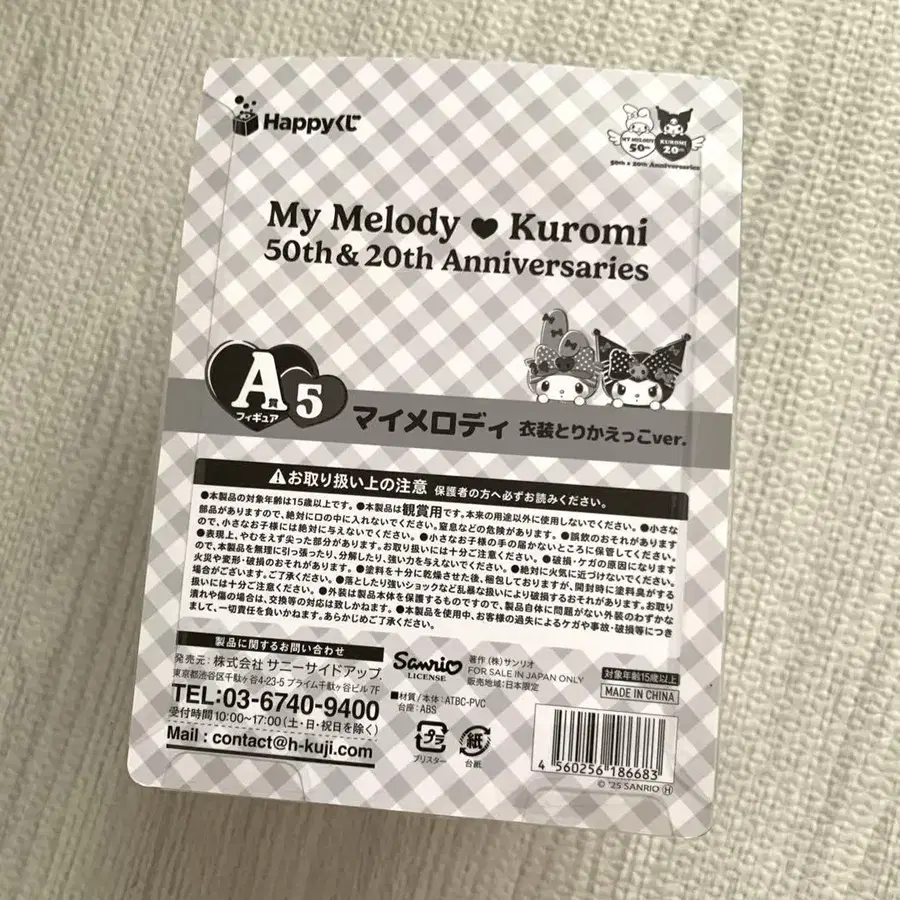 Happyくじ
MY MELODY 50th
KUROMI 20th
50th & 20th Anniversaries
My Melody ♥ Kuromi
50th & 20th Anniversaries
A賞 フィギュア 5
マイメロディ 衣装とりかえっこver.
⚠お取り扱い上の注意 保護者の方へ必ずお読みください。
●本製品の対象年齢は15歳以上です。●本製品は観賞用です。本来の用途以外に使用しないでください。●小さな
部品がありますので、絶対に口の中に入れないでください。窒息などの危険があります。●誤飲のおそれがあります
ので、小さなお子様には絶対に与えないでください。●小さなお子様の手の届かないところに保管してください。
●表現上、やむをえず尖った部分があります。お取り扱いには十分ご注意ください。●破損・ケガの原因になります
ので、本製品を無理に引っ張ったり、分解したり、強い力を与えないでください。●絶対に火気に近づけないでください。
火災や変形・破損のおそれがあります。●塗料を十分に乾燥させた後、梱包しておりますが、開封時に塗料臭がする
場合がございます。ご了承ください。●落としたり強いショックなど乱暴な扱いにより破損するおそれがあります。お取り
扱いには十分ご注意ください。●外装は製品本体を保護するものですので、製品自体に問題がない外装のわずかな
潰れや傷の場合は、交換等の対応は致しかねます。●本製品を使用中、お客様の過失によるケガや事故・破損等につき
まして、一切責任を負いかねます。あらかじめご了承ください。
製品に関するお問い合わせ
発売元：株式会社 サニーサイドアップ
東京都渋谷区千駄ヶ谷4-23-5 プライム千駄ヶ谷ビル 7F
TEL:03-6740-9400
受付時間 10:00~17:00(土・日・祝日を除く)
Mail : contact@h-kuji.com
Sanrio
LICENSE
著作 (株)サンリオ
FOR SALE IN JAPAN ONLY
販売地域:日本限定
■材質/本体：ATBC-PVC
台座：ABS
プラ
ブリスター
紙
台紙
対象年齢15歳以上
MADE IN CHINA
4 560256 186683
© '25 SANRIO Ⓗ